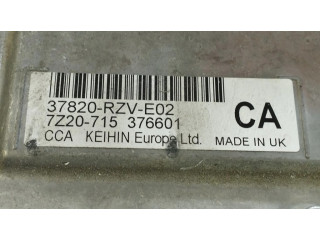 37820-RZV-E02
7Z20-715 376601
CCA KEIHIN Europe Ltd.
CA
MADE IN UK